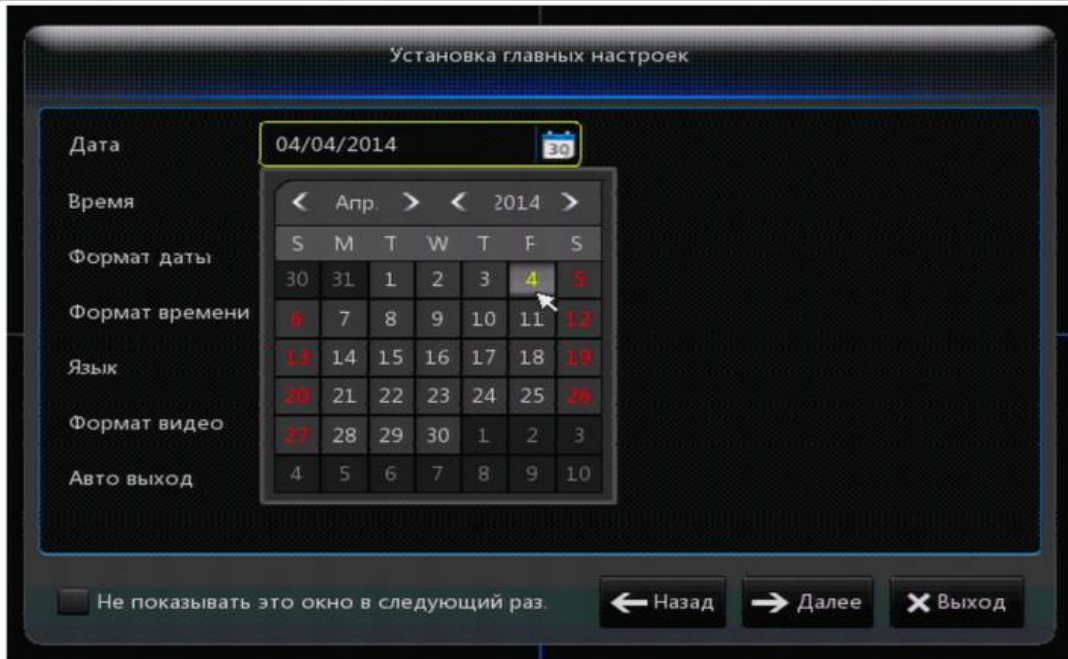 Установка главных настроек
Дата 04/04/2014 30
Время
Апр. 2014
S M T W T F S
Формат даты
30 31 1 2 3 4 5
Формат времени
6 7 8 9 10 11 12
Язык
13 14 15 16 17 18 19
20 21 22 23 24 25 26
Формат видео
27 28 29 30 1 2 3
Авто выход
4 5 6 7 8 9 10
Не показывать это окно в следующий раз.
Назад
Далее
Выход